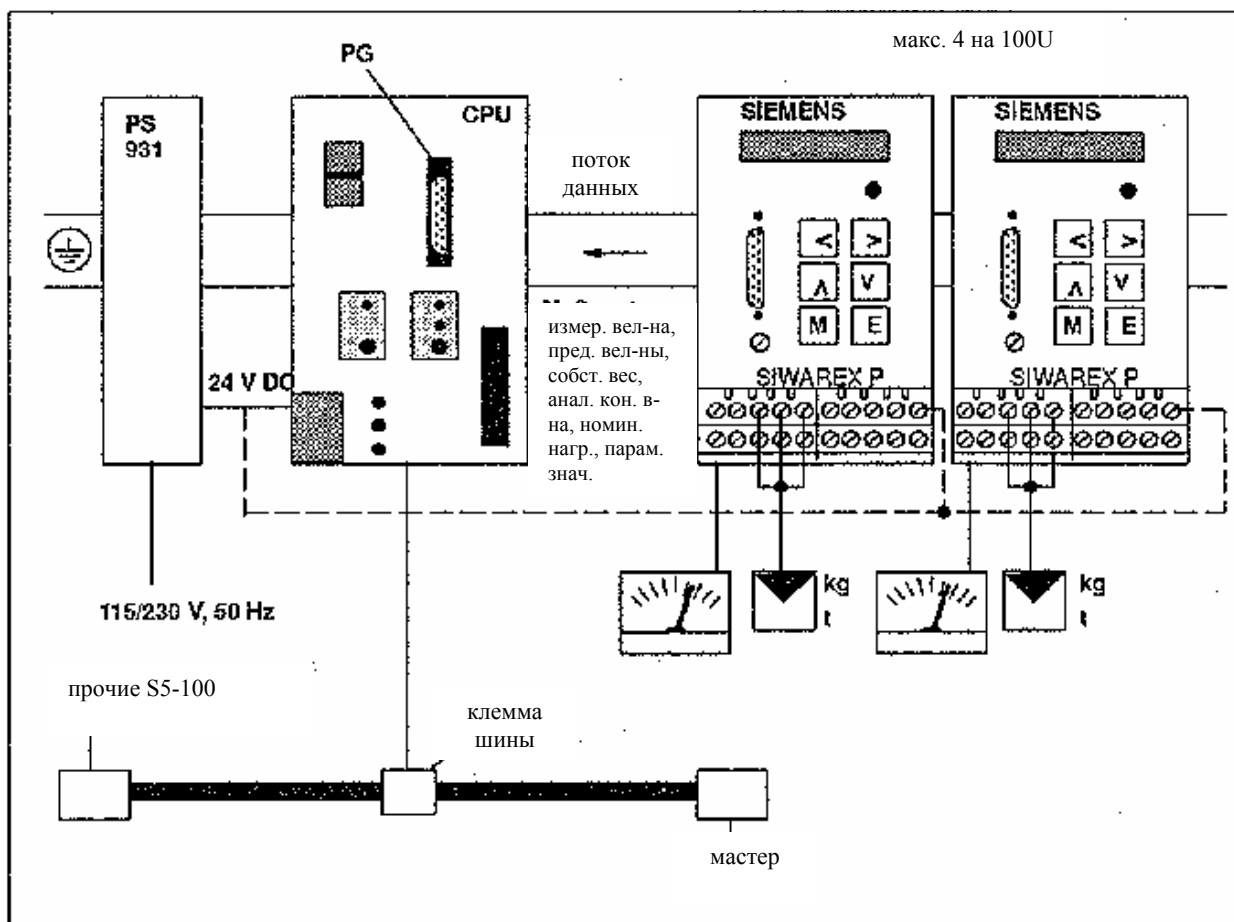 макс. 4 на 100U
PG
PS
931
CPU
SIEMENS
SIEMENS
поток
данных
< >
ʌ v
M E
< >
ʌ v
M E
измер. вел-на,
пред. вел-ны,
собст. вес,
анал. кон. в-
на, номин.
нагр., парам.
знач.
24 V DC
SIWAREX P
SIWAREX P
115/230 V, 50 Hz
kg
t
kg
t
прочие S5-100
клемма
шины
мастер